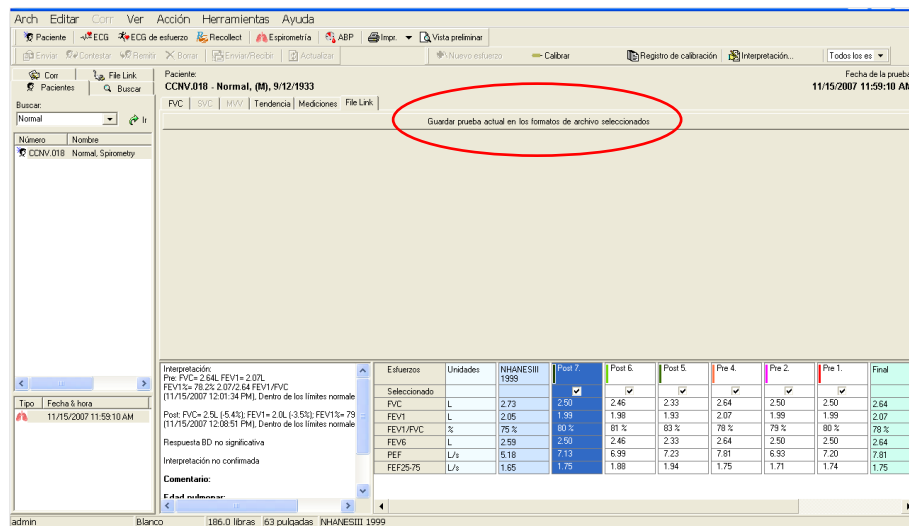 Arch Editar Corr Ver Acción Herramientas Ayuda
Paciente ECG ECG de esfuerzo Recollect Espirometría ABP Impr. Vista preliminar
Enviar Contestar Remitir Borrar Enviar/Recibir Actualizar Nuevo esfuerzo Calibrar Registro de calibración Interpretación... Todos los es
Corr File Link
Pacientes Buscar
Buscar:
Normal Ir
Número Nombre
CCNV.018 Normal, Spirometry
Tipo Fecha & hora
11/15/2007 11:59:10 AM
Paciente:
CCNV.018 - Normal, (M), 9/12/1933
Fecha de la prueba
11/15/2007 11:59:10 AM
FVC SVC MVV Tendencia Mediciones File Link
Guardar prueba actual en los formatos de archivo seleccionados
Interpretación:
Pre: FVC= 2.64L FEV1= 2.07L
FEV1%= 78.2% 2.07/2.64 FEV1/FVC
(11/15/2007 12:01:34 PM), Dentro de los límites normale
Post: FVC= 2.5L (-5.4%); FEV1= 2.0L (-3.5%); FEV1%= 79
(11/15/2007 12:08:51 PM), Dentro de los límites normale
Respuesta BD no significativa
Interpretación no confirmada
Comentario:
Edad pulmonar:
Esfuerzos Unidades NHANESIII 1999 Post 7. Post 6. Post 5. Pre 4. Pre 2. Pre 1. Final
Seleccionado
FVC L 2.73 2.50 2.46 2.33 2.64 2.50 2.50 2.64
FEV1 L 2.05 1.99 1.98 1.93 2.07 1.99 1.99 2.07
FEV1/FVC % 75 % 80 % 81 % 83 % 78 % 79 % 80 % 78 %
FEV6 L 2.59 2.50 2.46 2.33 2.64 2.50 2.50 2.64
PEF L/s 5.18 7.13 6.99 7.23 7.81 6.93 7.20 7.81
FEF25-75 L/s 1.65 1.75 1.88 1.94 1.75 1.71 1.74 1.75
admin Blanco 186.0 libras 63 pulgadas NHANESIII 1999